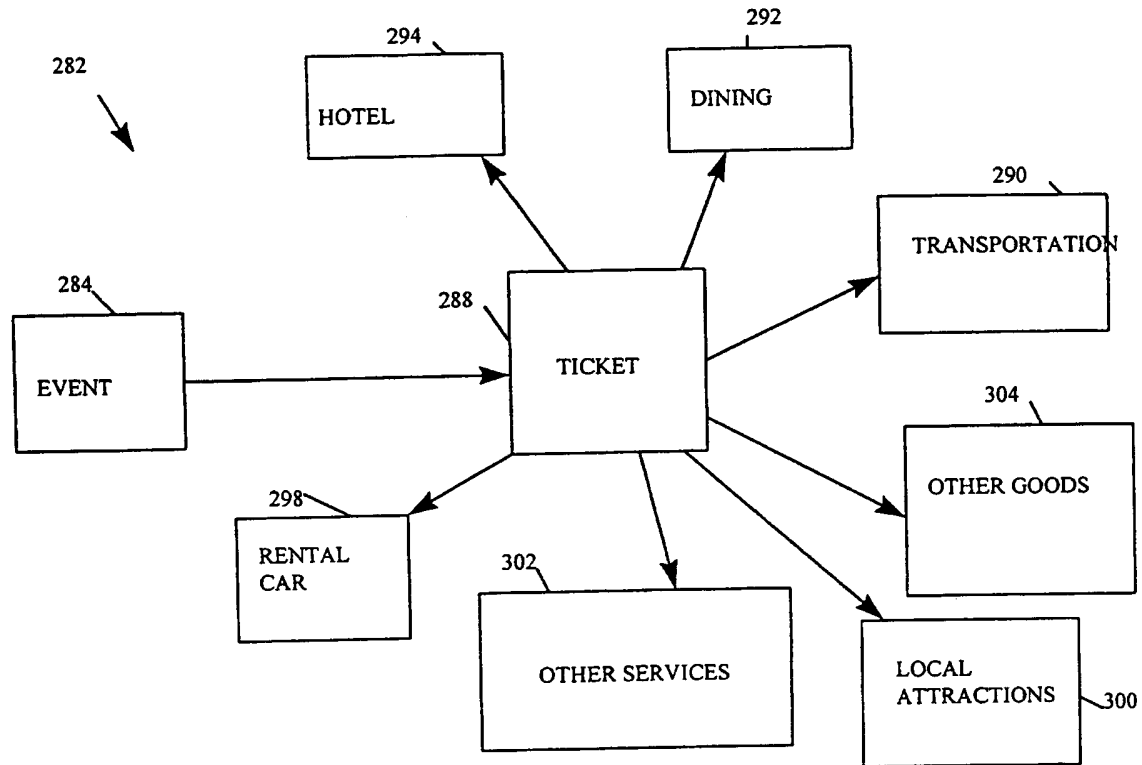 292
294
282
HOTEL
DINING
290
TRANSPORTATION
284
288
EVENT
TICKET
304
OTHER GOODS
298
RENTAL
CAR
302
OTHER SERVICES
LOCAL
ATTRACTIONS
300